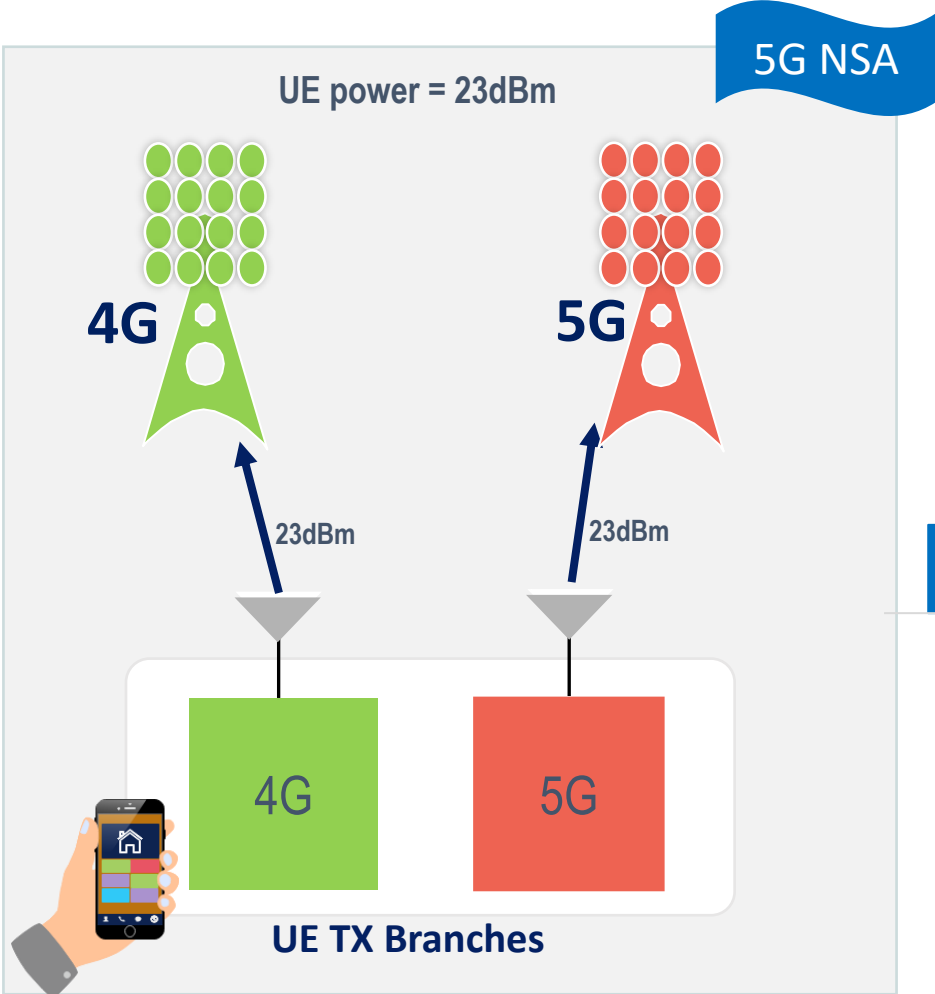 5G NSA
UE power = 23dBm
4G
5G
23dBm
23dBm
4G
5G
UE TX Branches